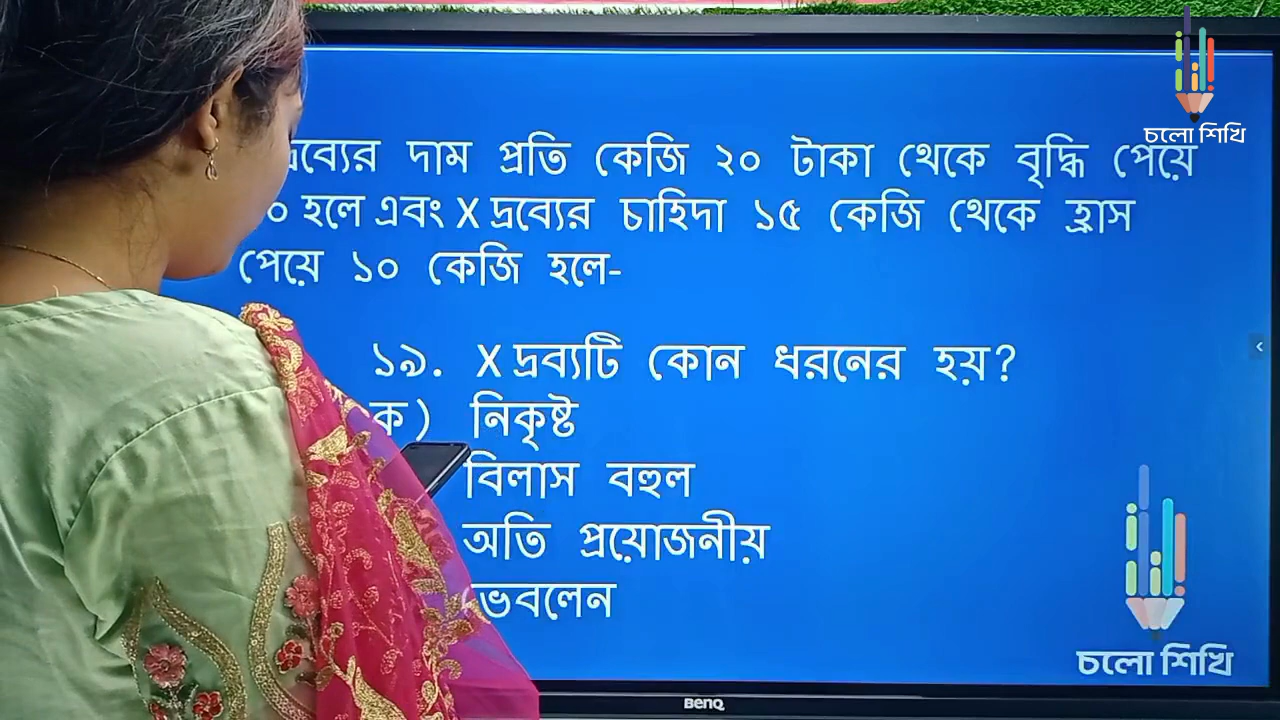 চলো শিখি
দ্রব্যের দাম প্রতি কেজি ২০ টাকা থেকে বৃদ্ধি পেয়ে
০ হলে এবং X দ্রব্যের চাহিদা ১৫ কেজি থেকে হ্রাস
পেয়ে ১০ কেজি হলে-
১৯. X দ্রব্যটি কোন ধরনের হয়?
ক) নিকৃষ্ট
বিলাস বহুল
অতি প্রয়োজনীয়
ভবলেন
চলো শিখি
BenQ